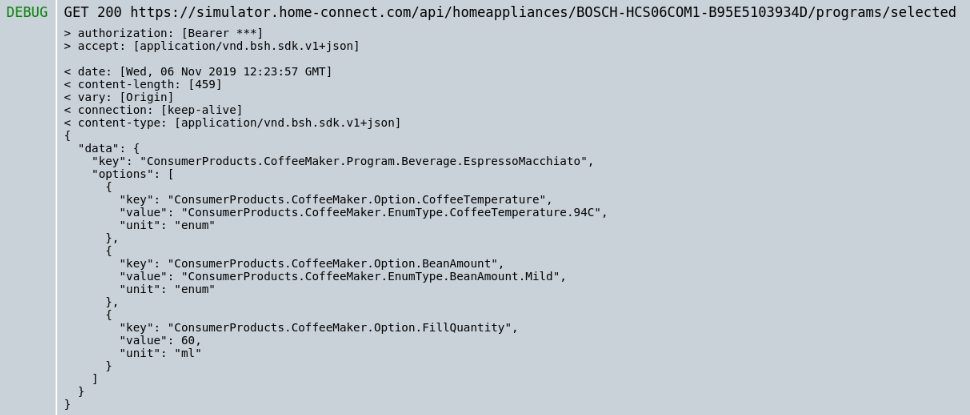 DEBUG GET 200 https://simulator.home-connect.com/api/homeappliances/BOSCH-HCS06COM1-B95E5103934D/programs/selected
> authorization: [Bearer ***]
> accept: [application/vnd.bsh.sdk.v1+json]
< date: [Wed, 06 Nov 2019 12:23:57 GMT]
< content-length: [459]
< vary: [Origin]
< connection: [keep-alive]
< content-type: [application/vnd.bsh.sdk.v1+json]
{
  "data": {
    "key": "ConsumerProducts.CoffeeMaker.Program.Beverage.EspressoMacchiato",
    "options": [
      {
        "key": "ConsumerProducts.CoffeeMaker.Option.CoffeeTemperature",
        "value": "ConsumerProducts.CoffeeMaker.EnumType.CoffeeTemperature.94C",
        "unit": "enum"
      },
      {
        "key": "ConsumerProducts.CoffeeMaker.Option.BeanAmount",
        "value": "ConsumerProducts.CoffeeMaker.EnumType.BeanAmount.Mild",
        "unit": "enum"
      },
      {
        "key": "ConsumerProducts.CoffeeMaker.Option.FillQuantity",
        "value": 60,
        "unit": "ml"
      }
    ]
  }
}